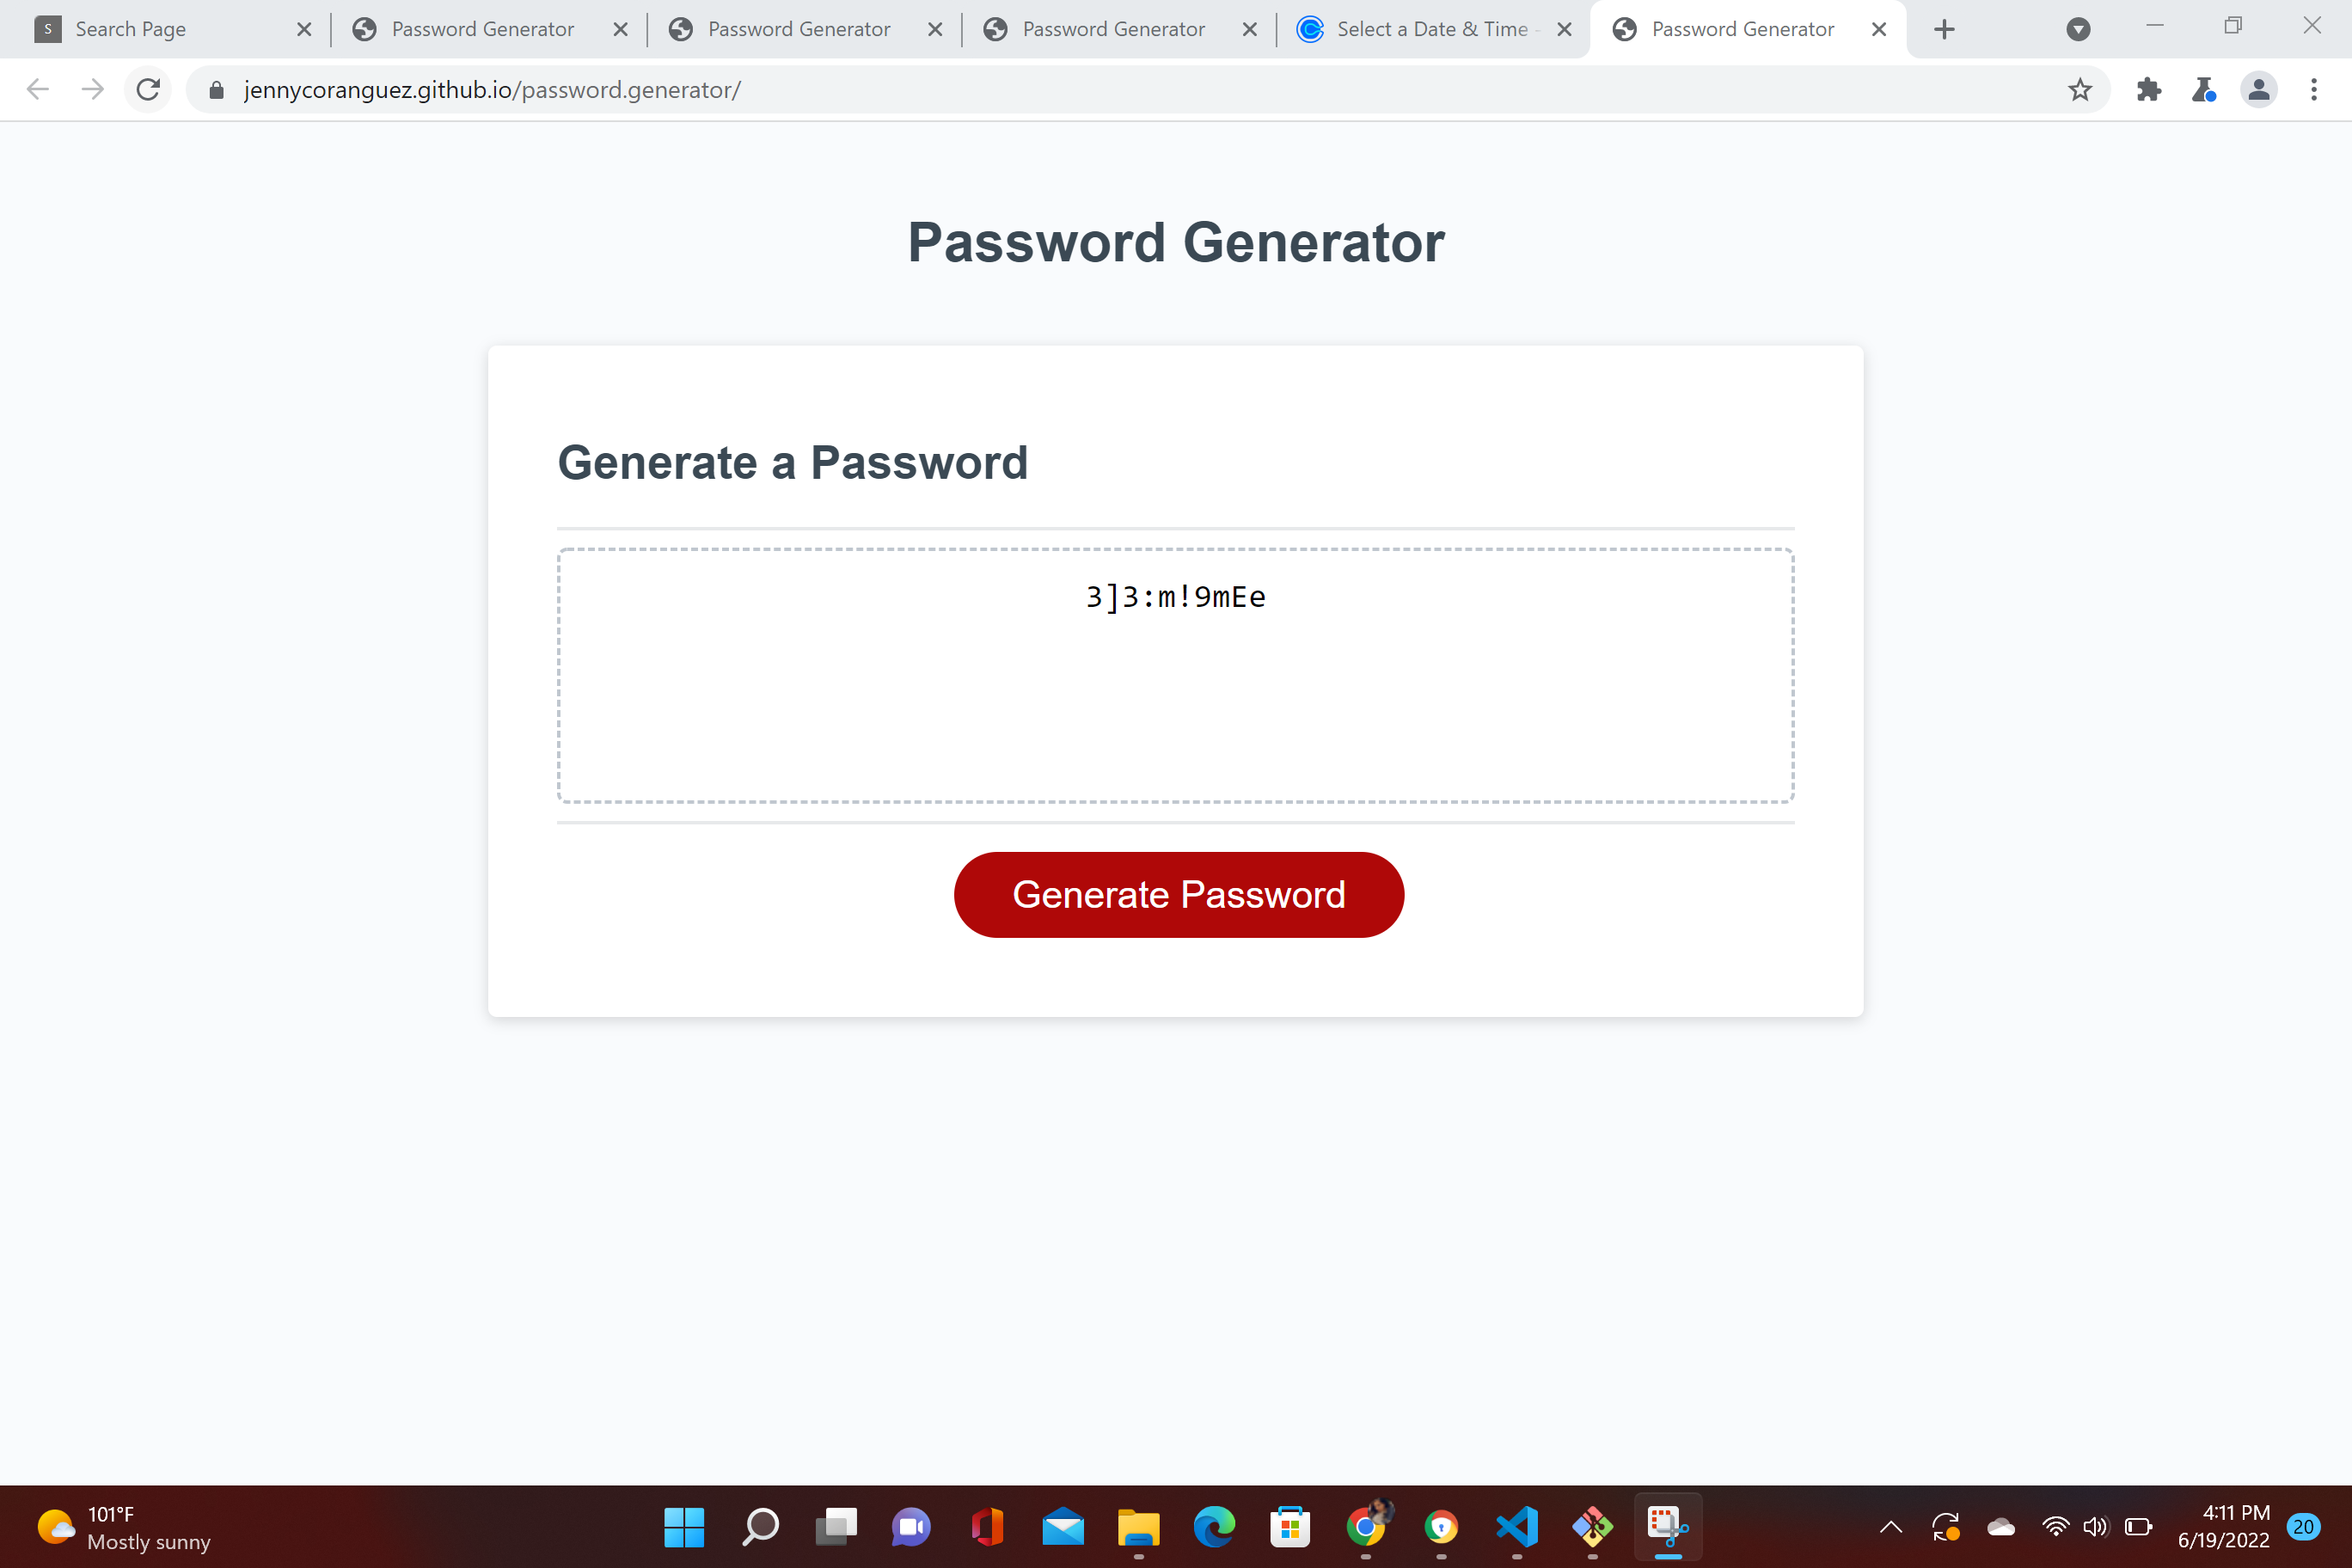 S Search Page
Password Generator
Password Generator
Password Generator
Select a Date & Time -
Password Generator
jennycoranguez.github.io/password.generator/
Password Generator
Generate a Password
3]3:m!9mEe
Generate Password
101°F
Mostly sunny
4:11 PM
6/19/2022
20